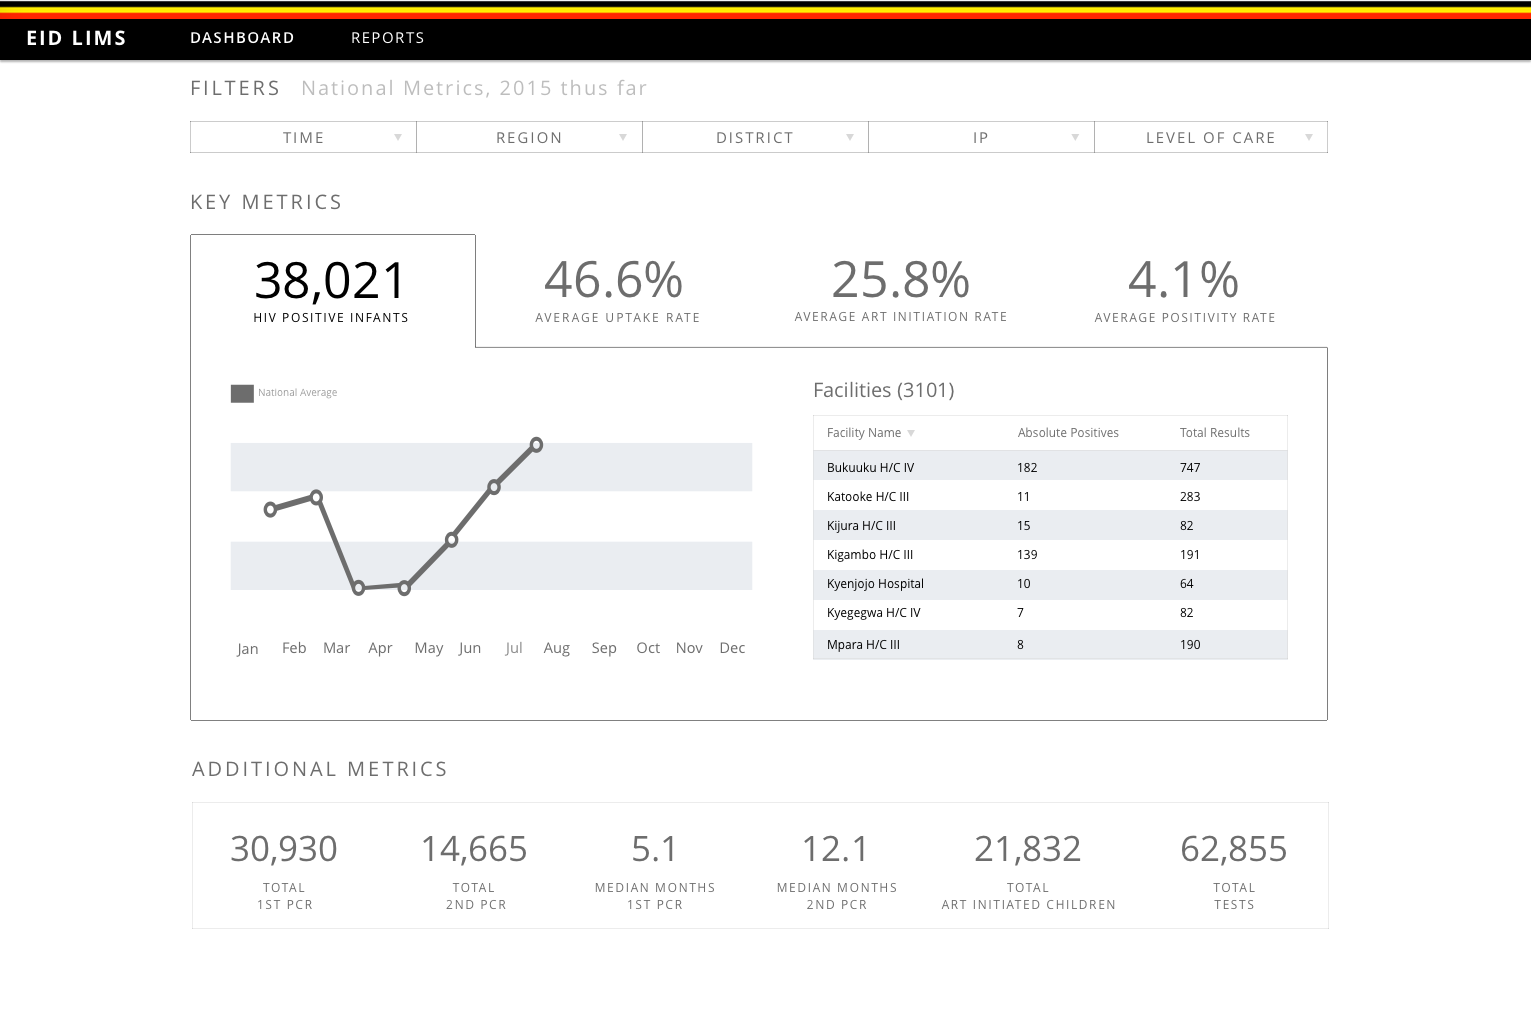 EID LIMS DASHBOARD REPORTS
FILTERS National Metrics, 2015 thus far
TIME REGION DISTRICT IP LEVEL OF CARE
KEY METRICS
38,021 46.6% 25.8% 4.1%
HIV POSITIVE INFANTS AVERAGE UPTAKE RATE AVERAGE ART INITIATION RATE AVERAGE POSITIVITY RATE
National Average
Jan Feb Mar Apr May Jun Jul Aug Sep Oct Nov Dec
Facilities (3101)
Facility Name Absolute Positives Total Results
Bukuuku H/C IV 182 747
Katooke H/C III 11 283
Kijura H/C III 15 82
Kigambo H/C III 139 191
Kyenjojo Hospital 10 64
Kyegegwa H/C IV 7 82
Mpara H/C III 8 190
ADDITIONAL METRICS
30,930 14,665 5.1 12.1 21,832 62,855
TOTAL TOTAL MEDIAN MONTHS MEDIAN MONTHS TOTAL TOTAL
1ST PCR 2ND PCR 1ST PCR 2ND PCR ART INITIATED CHILDREN TESTS